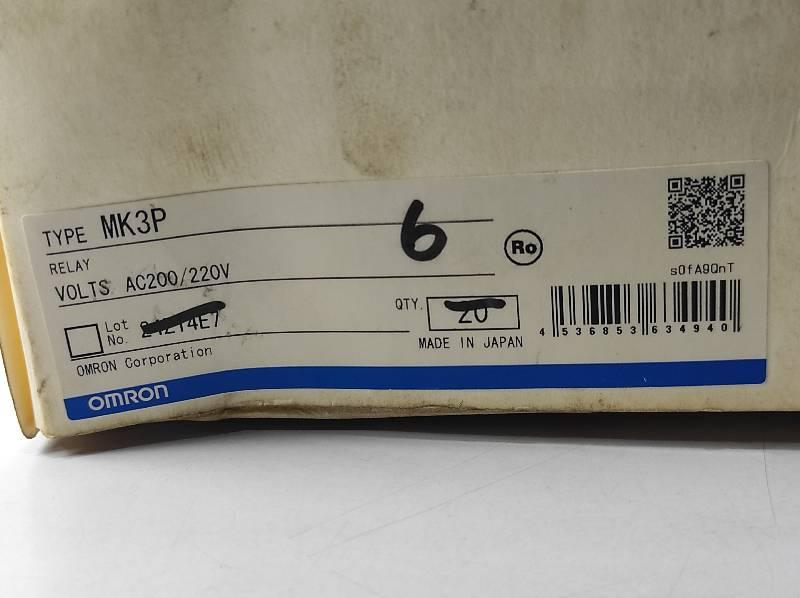 TYPE MK3P
6
Ro
RELAY
s0fA9QnT
VOLTS AC200/220V
Lot No.
QTY. 20
4 536853 634940
MADE IN JAPAN
OMRON Corporation
OMRON